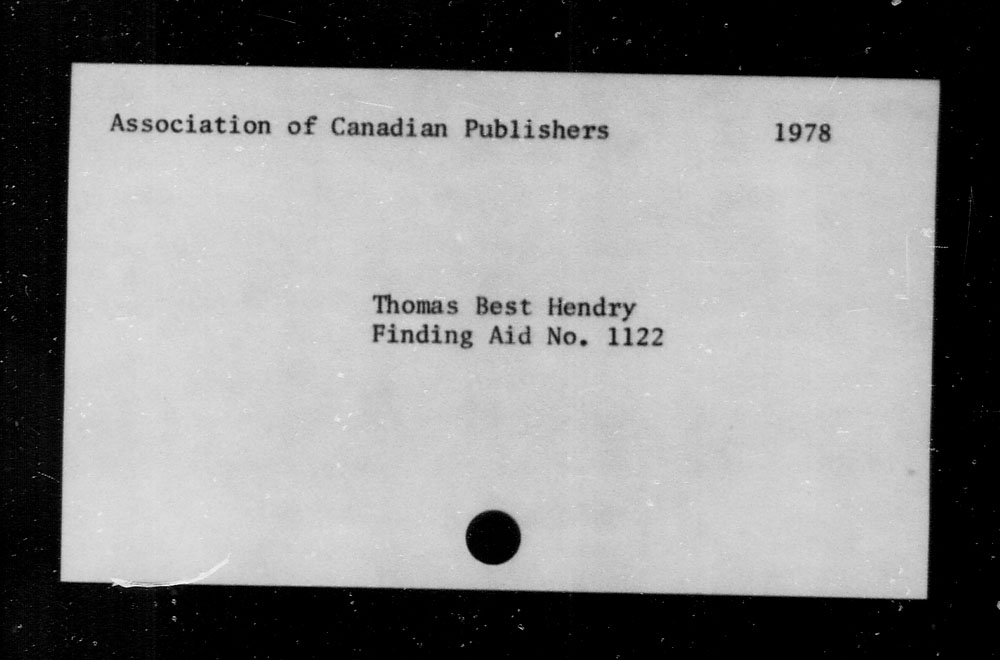 Association of Canadian Publishers 1978
Thomas Best Hendry
Finding Aid No. 1122